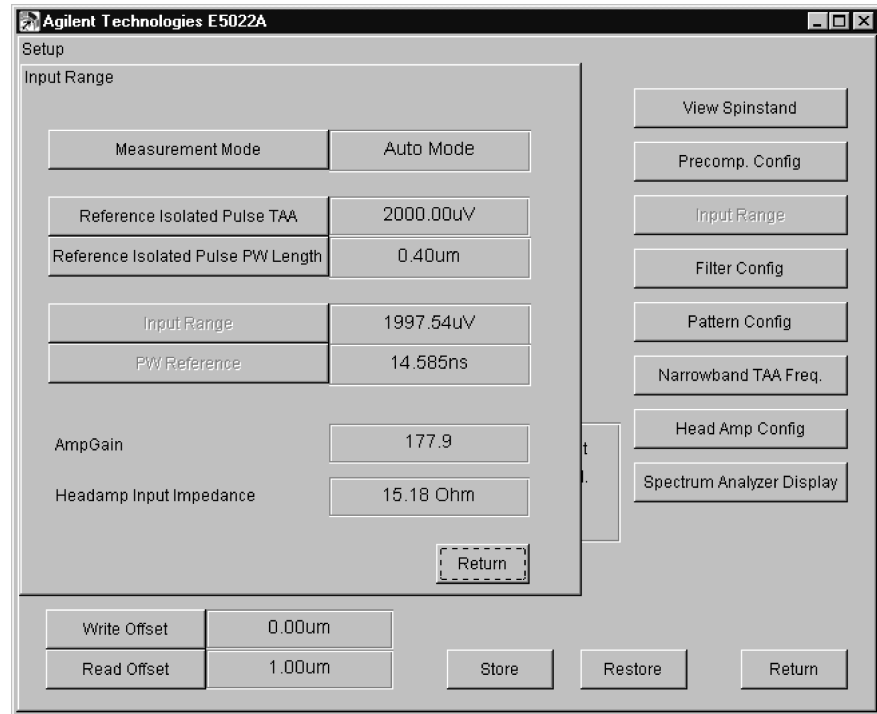 Agilent Technologies E5022A
Setup
Input Range
Measurement Mode Auto Mode
Reference Isolated Pulse TAA 2000.00uV
Reference Isolated Pulse PW Length 0.40um
Input Range 1997.54uV
PW Reference 14.585ns
AmpGain 177.9
Headamp Input Impedance 15.18 Ohm
Return
View Spinstand
Precomp. Config
Input Range
Filter Config
Pattern Config
Narrowband TAA Freq.
Head Amp Config
Spectrum Analyzer Display
t
l.
Write Offset 0.00um
Read Offset 1.00um
Store Restore Return